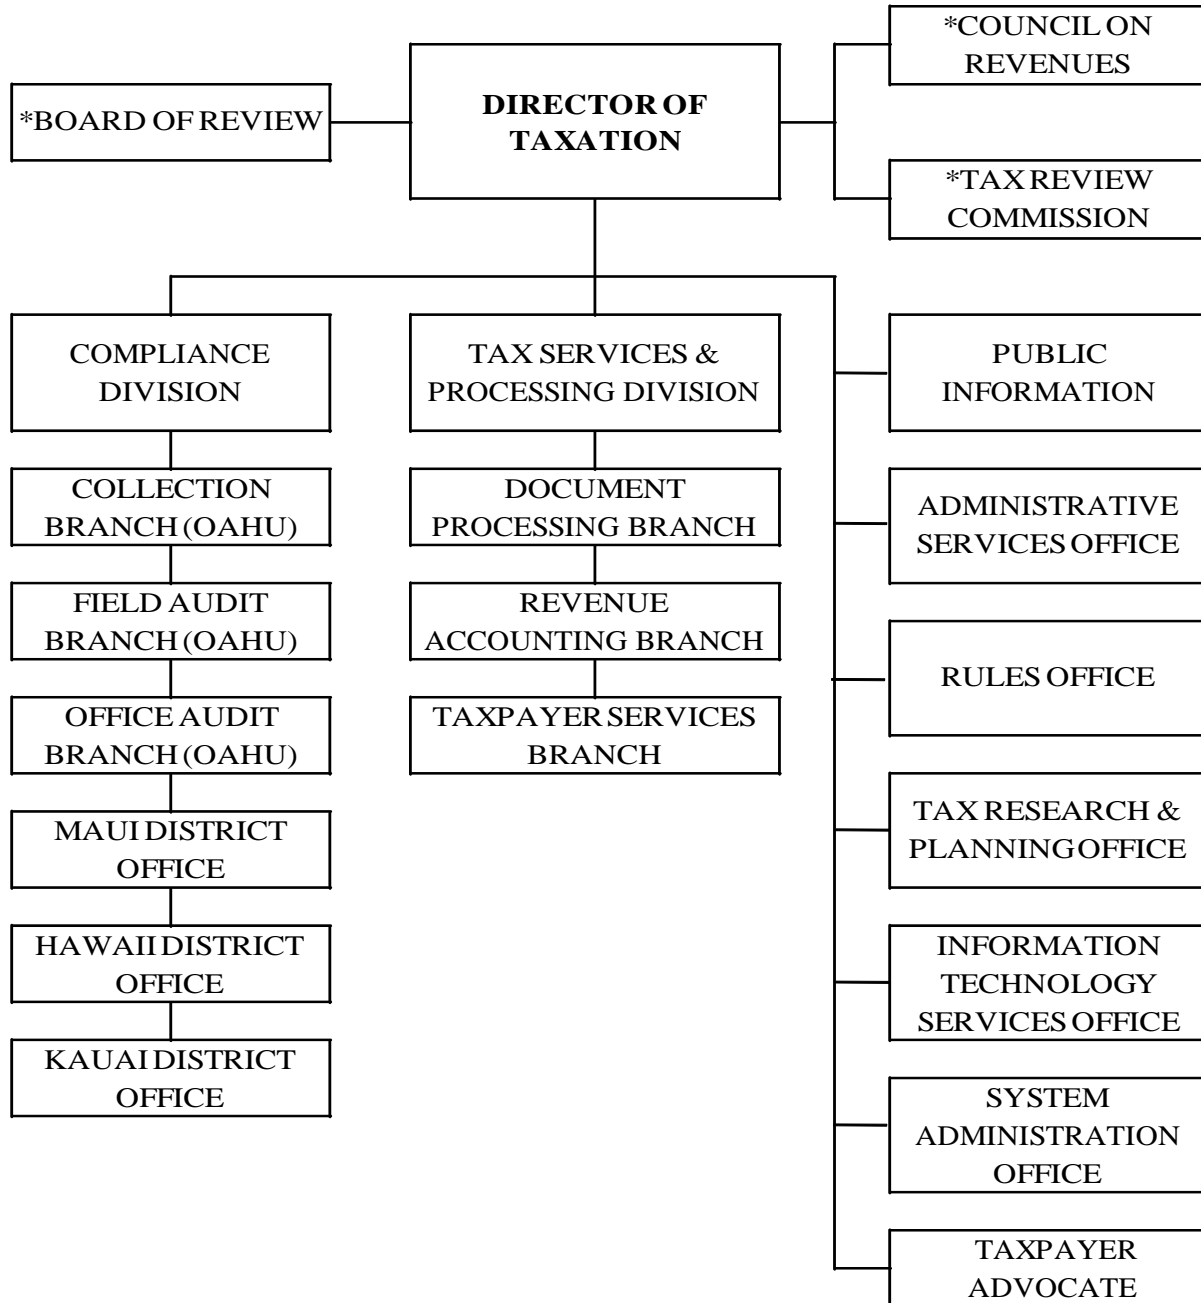 *COUNCIL ON
REVENUES
*BOARD OF REVIEW
DIRECTOR OF
TAXATION
*TAX REVIEW
COMMISSION
COMPLIANCE
DIVISION
COLLECTION
BRANCH (OAHU)
FIELD AUDIT
BRANCH (OAHU)
OFFICE AUDIT
BRANCH (OAHU)
MAUI DISTRICT
OFFICE
HAWAII DISTRICT
OFFICE
KAUAI DISTRICT
OFFICE
TAX SERVICES &
PROCESSING DIVISION
DOCUMENT
PROCESSING BRANCH
REVENUE
ACCOUNTING BRANCH
TAXPAYER SERVICES
BRANCH
PUBLIC
INFORMATION
ADMINISTRATIVE
SERVICES OFFICE
RULES OFFICE
TAX RESEARCH &
PLANNING OFFICE
INFORMATION
TECHNOLOGY
SERVICES OFFICE
SYSTEM
ADMINISTRATION
OFFICE
TAXPAYER
ADVOCATE